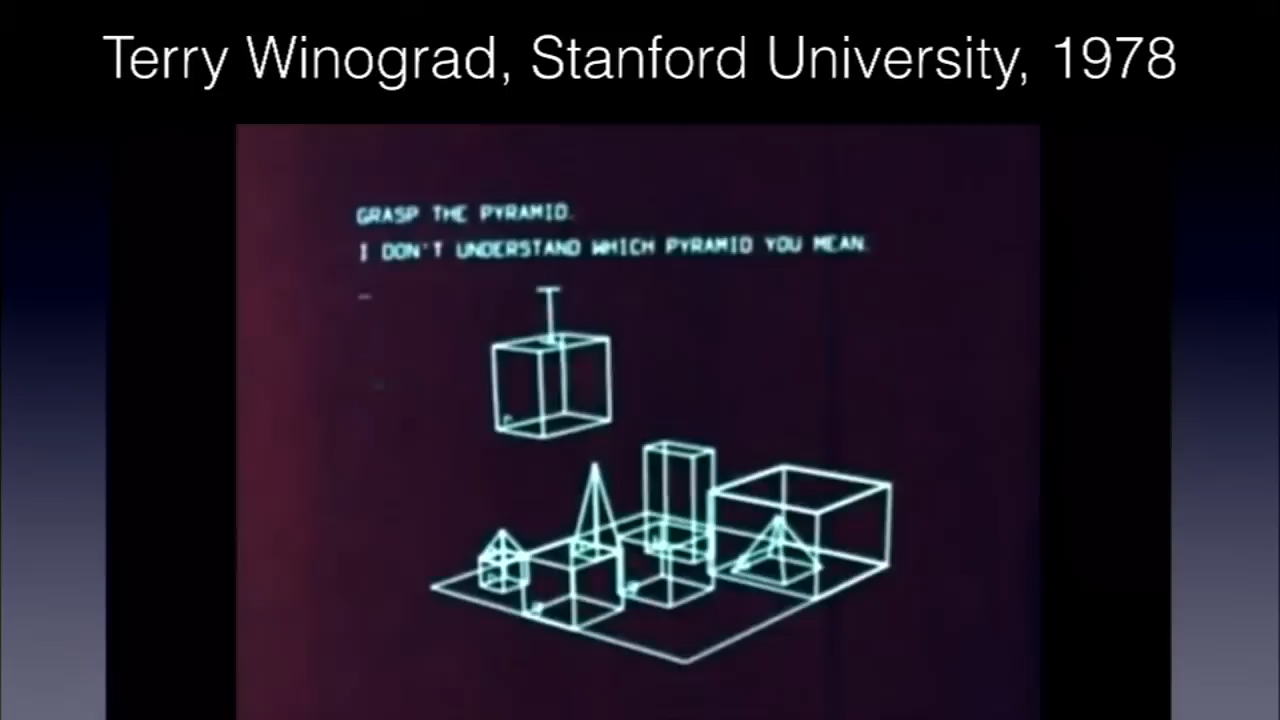 Terry Winograd, Stanford University, 1978
GRASP THE PYRAMID.
I DON'T UNDERSTAND WHICH PYRAMID YOU MEAN.